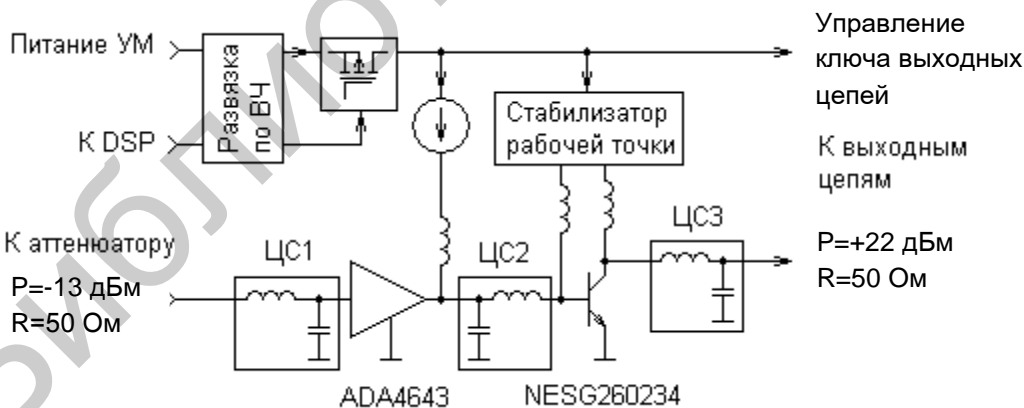 Питание УМ
Развязка
по ВЧ
К DSP
Стабилизатор
рабочей точки
Управление
ключа выходных
цепей
К выходным
цепям
К аттенюатору
P=-13 дБм
R=50 Ом
ЦС1
ЦС2
ЦС3
P=+22 дБм
R=50 Ом
ADA4643
NESG260234